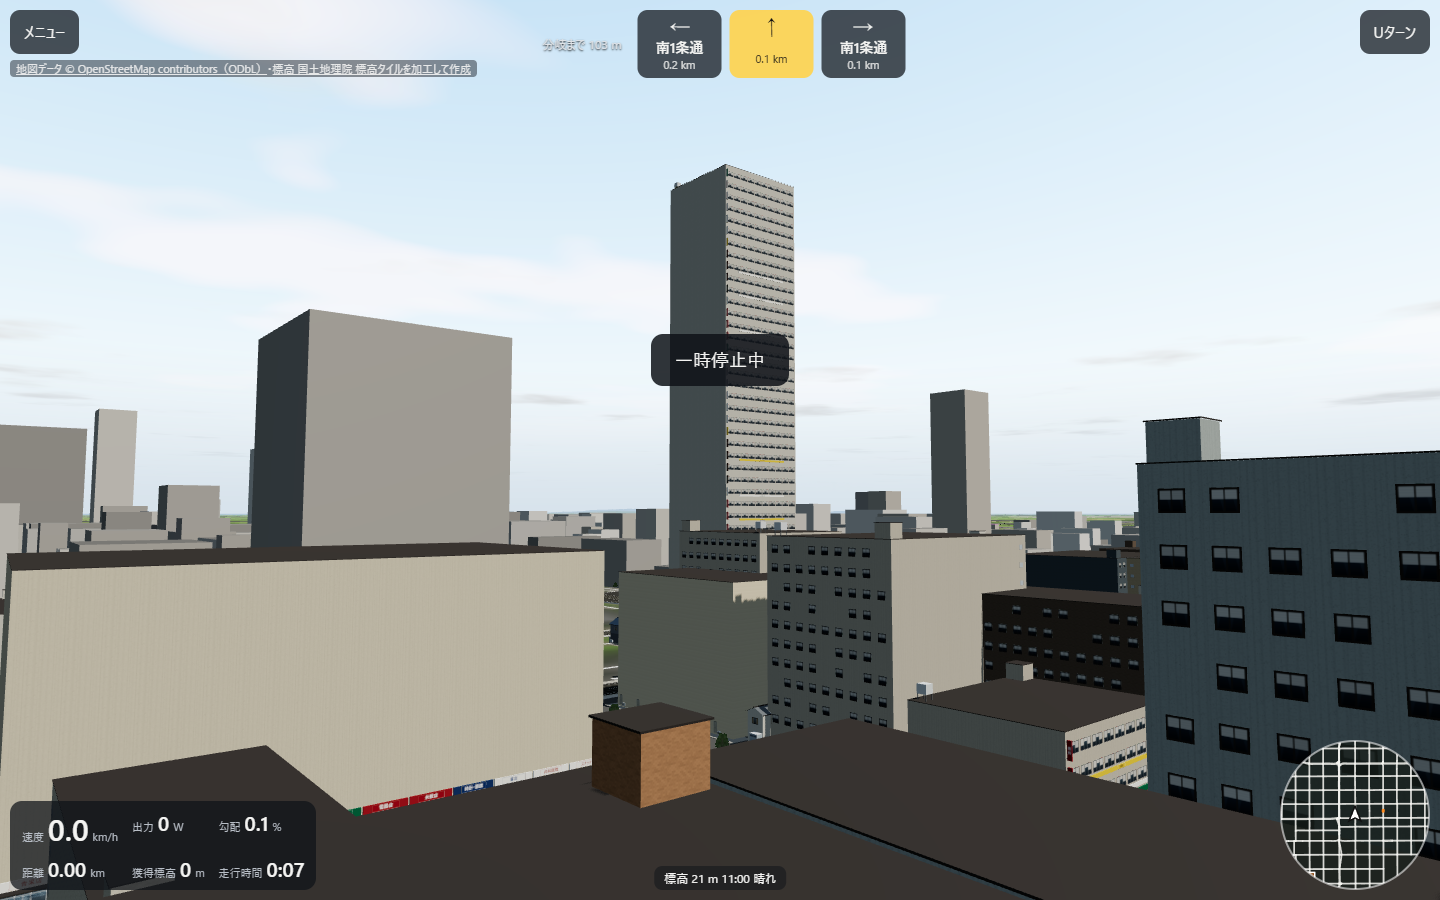 メニュー
地図データ © OpenStreetMap contributors（ODbL）・標高 国土地理院 標高タイルを加工して作成
分岐まで 103 m
←
南1条通
0.2 km
↑
0.1 km
→
南1条通
0.1 km
Uターン
一時停止中
速度 0.0 km/h
出力 0 W
勾配 0.1 %
距離 0.00 km
獲得標高 0 m
走行時間 0:07
標高 21 m 11:00 晴れ